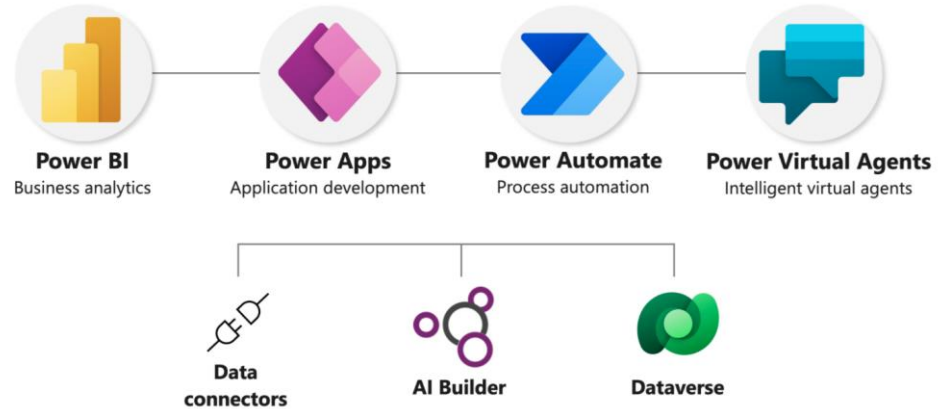 Power BI
Business analytics
Power Apps
Application development
Power Automate
Process automation
Power Virtual Agents
Intelligent virtual agents
Data
connectors
AI Builder
Dataverse